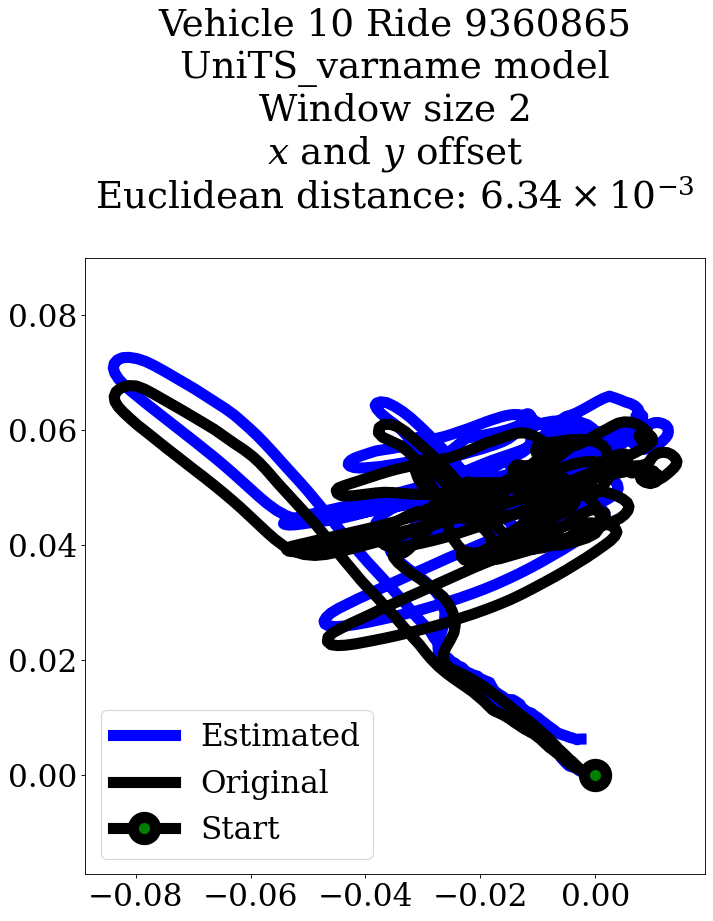 Vehicle 10 Ride 9360865
UniTS_varname model
Window size 2
x and y offset
Euclidean distance: 6.34 × 10⁻³
0.08
0.06
0.04
0.02
0.00
Estimated
Original
Start
−0.08 −0.06 −0.04 −0.02 0.00